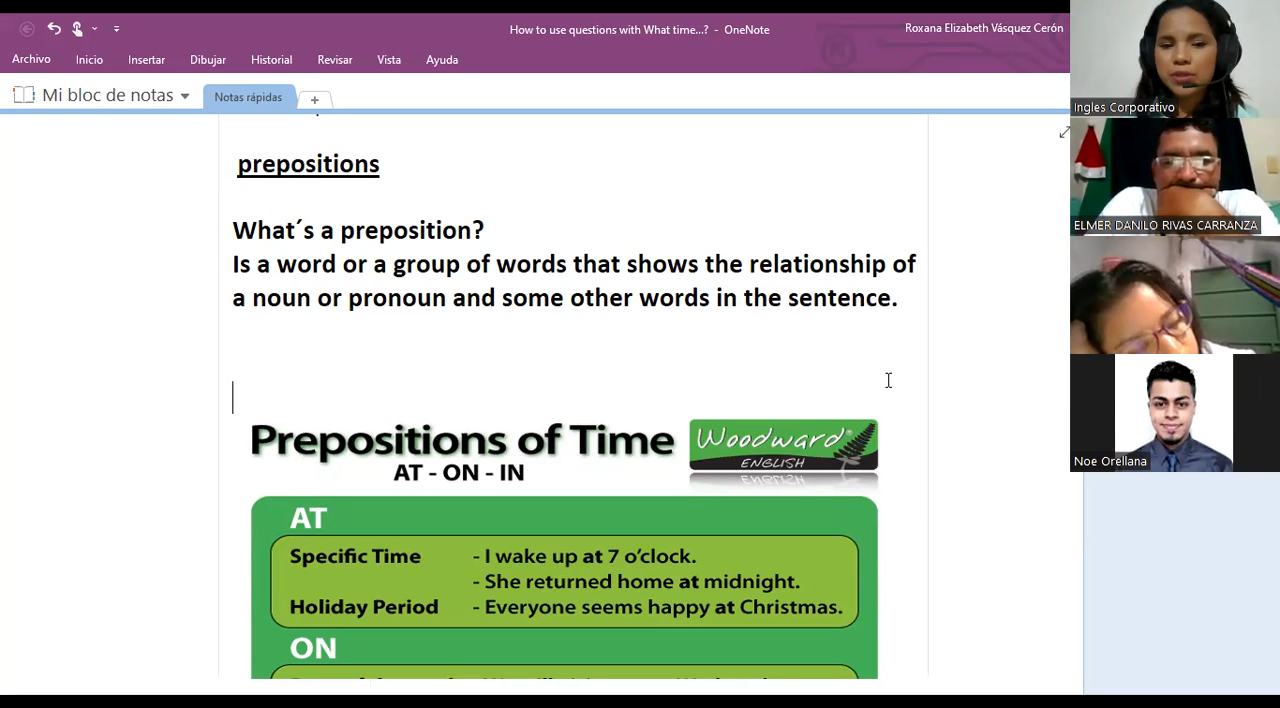 How to use questions with What time...? - OneNote
Roxana Elizabeth Vásquez Cerón
Archivo Inicio Insertar Dibujar Historial Revisar Vista Ayuda
Mi bloc de notas Notas rápidas
prepositions
What´s a preposition?
Is a word or a group of words that shows the relationship of
a noun or pronoun and some other words in the sentence.
Prepositions of Time
AT - ON - IN
Woodward®
ENGLISH
AT
Specific Time - I wake up at 7 o'clock.
- She returned home at midnight.
Holiday Period - Everyone seems happy at Christmas.
ON
Ingles Corporativo
ELMER DANILO RIVAS CARRANZA
Noe Orellana